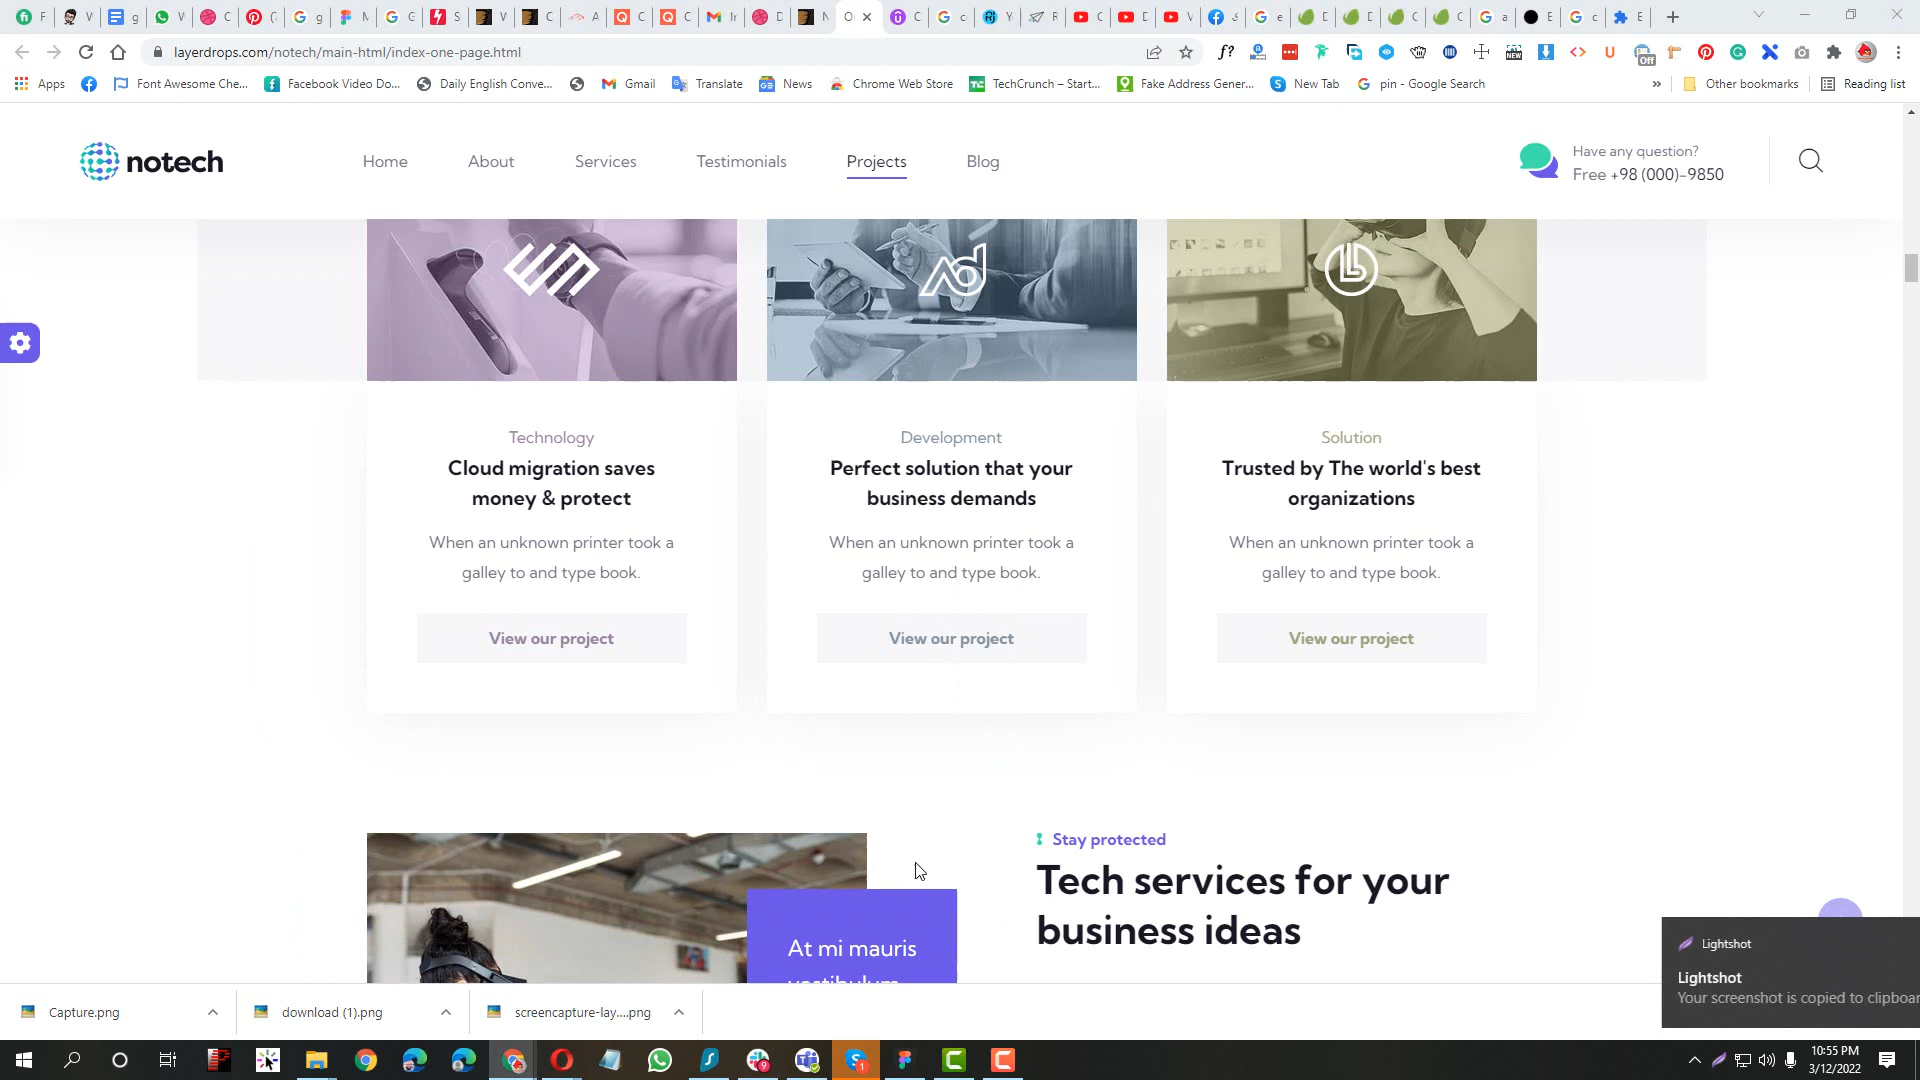 F
W
g
W
C
(
g
M
G
S
W
C
A
C
C
Ir
D
N
O
C
c
Y
R
C
D
V
e
D
D
C
C
a
E
c
E
layerdrops.com/notech/main-html/index-one-page.html
f?
NEW
U
Off
Apps
Font Awesome Che...
Facebook Video Do...
Daily English Conve...
Gmail
Translate
News
Chrome Web Store
TechCrunch – Start...
Fake Address Gener...
New Tab
pin - Google Search
»
Other bookmarks
Reading list
notech
Home
About
Services
Testimonials
Projects
Blog
Have any question?
Free +98 (000)-9850
Technology
Cloud migration saves
money & protect
When an unknown printer took a
galley to and type book.
View our project
Development
Perfect solution that your
business demands
When an unknown printer took a
galley to and type book.
View our project
Solution
Trusted by The world's best
organizations
When an unknown printer took a
galley to and type book.
View our project
At mi mauris
vestibulum
Stay protected
Tech services for your
business ideas
Lightshot
Lightshot
Your screenshot is copied to clipboar
Capture.png
download (1).png
screencapture-lay....png
9
1
10:55 PM
3/12/2022